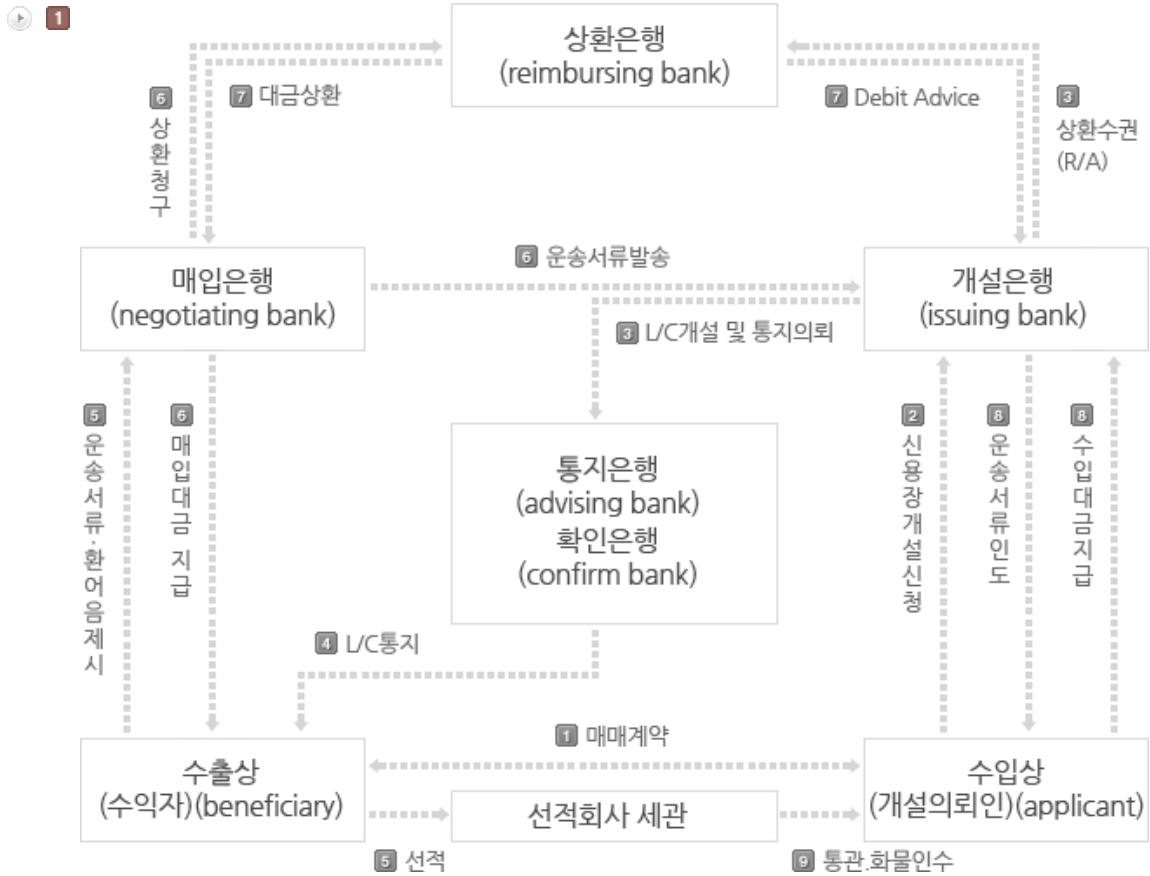 1
상환은행
(reimbursing bank)
6 상환청구
7 대금상환
7 Debit Advice
3 상환수권
(R/A)
매입은행
(negotiating bank)
6 운송서류발송
개설은행
(issuing bank)
3 L/C개설 및 통지의뢰
5 운송서류·환어음제시
6 매입대금 지급
통지은행
(advising bank)
확인은행
(confirm bank)
2 신용장개설신청
8 운송서류인도
8 수입대금지급
4 L/C통지
1 매매계약
수출상
(수익자)(beneficiary)
선적회사 세관
수입상
(개설의뢰인)(applicant)
5 선적
9 통관.화물인수